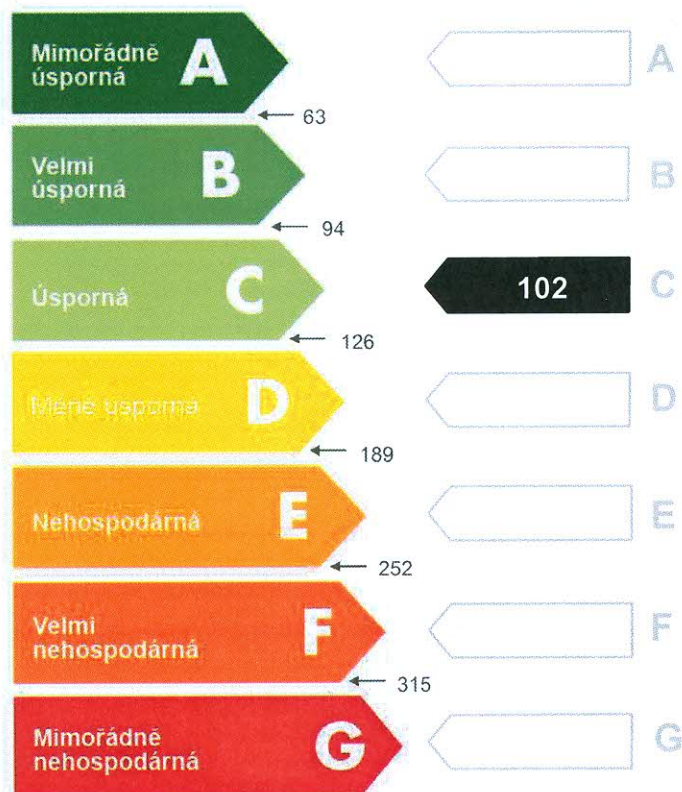 Mimořádně
úsporná
A
A
63
Velmi
úsporná
B
B
94
Úsporná
C
102
C
126
Méně úsporná
D
D
189
Nehospodárná
E
E
252
Velmi
nehospodárná
F
F
315
Mimořádně
nehospodárná
G
G